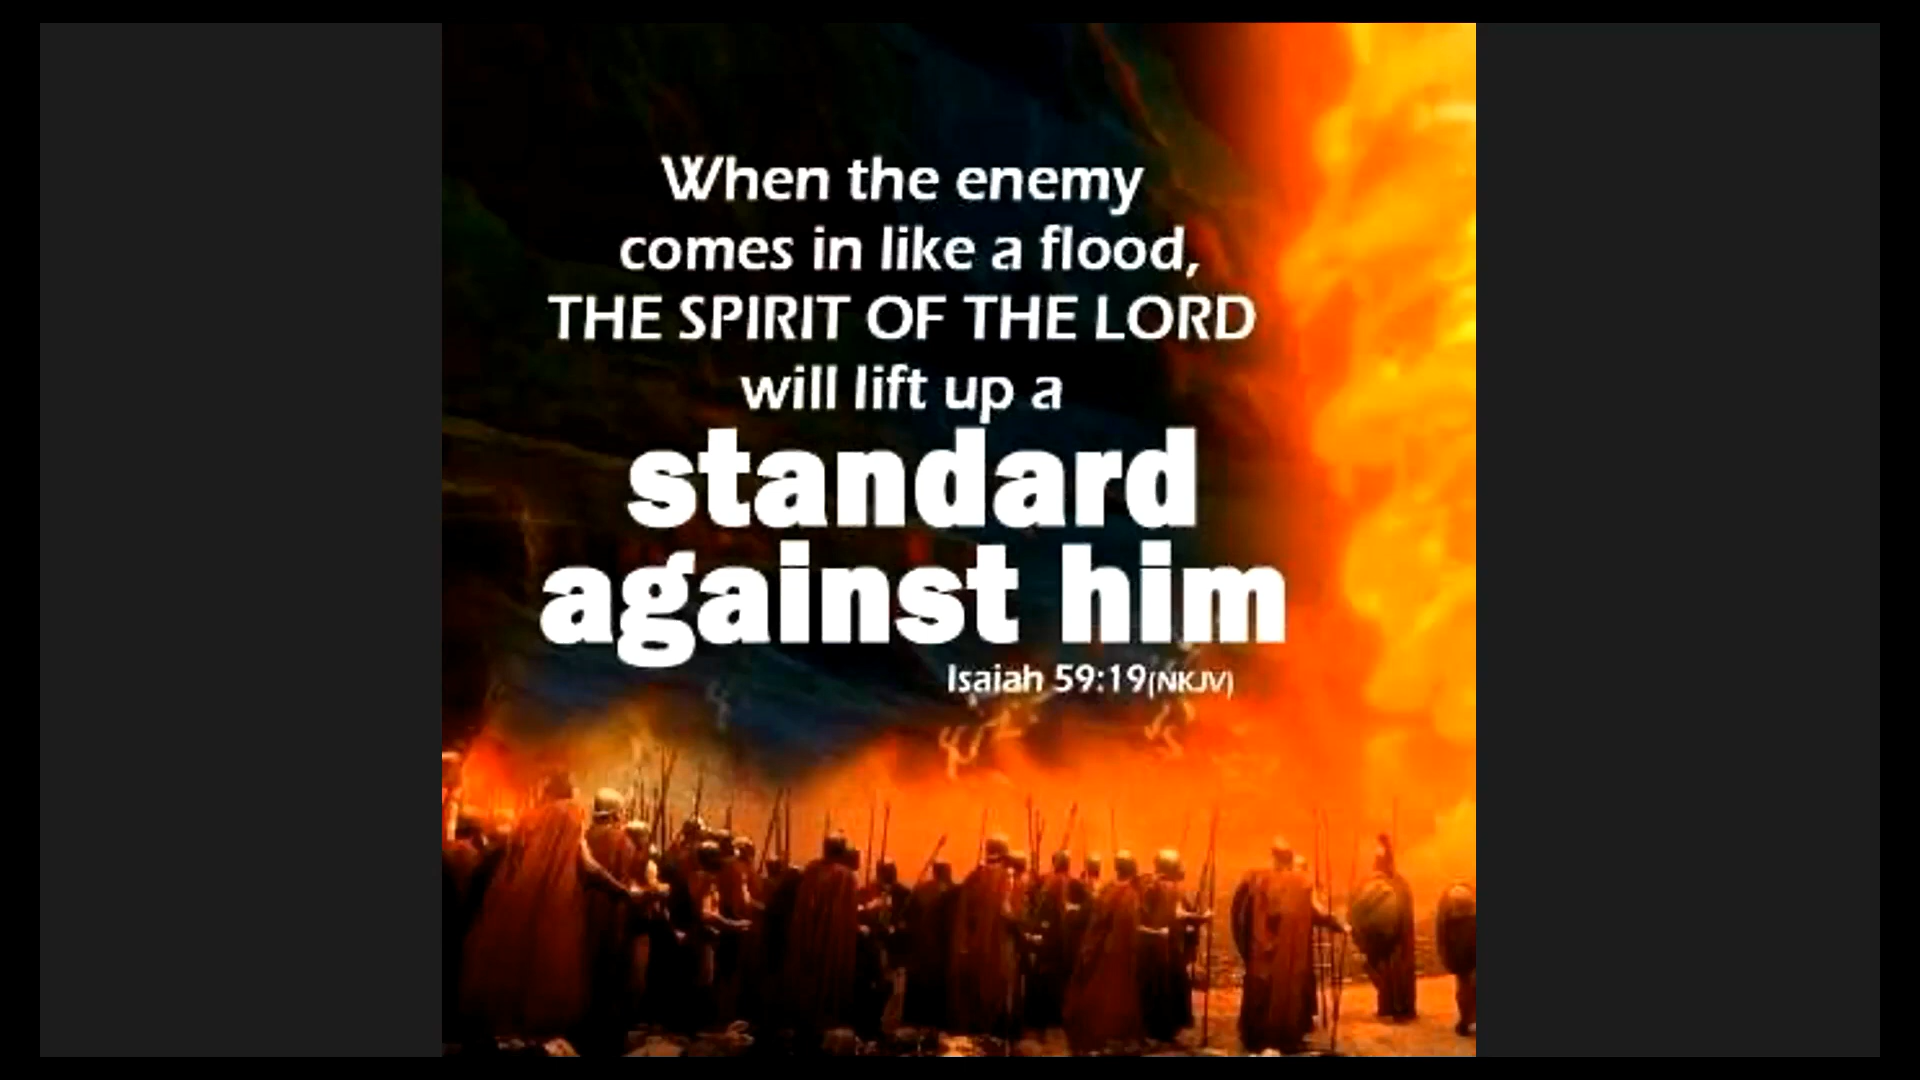 When the enemy
comes in like a flood,
THE SPIRIT OF THE LORD
will lift up a
standard
against him
Isaiah 59:19(NKJV)